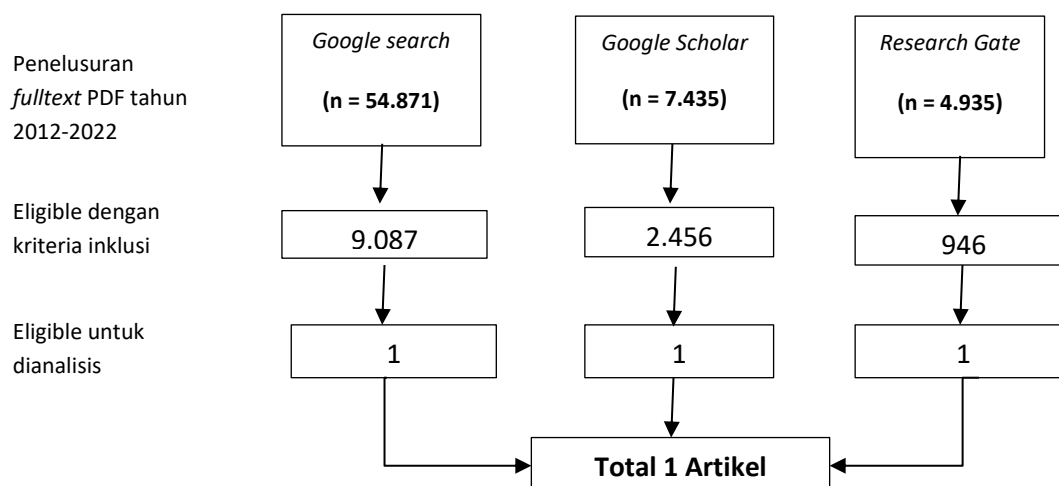 Penelusuran
fulltext PDF tahun
2012-2022
Google search
(n = 54.871)
Google Scholar
(n = 7.435)
Research Gate
(n = 4.935)
Eligible dengan
kriteria inklusi
9.087
2.456
946
Eligible untuk
dianalisis
1
1
1
Total 1 Artikel